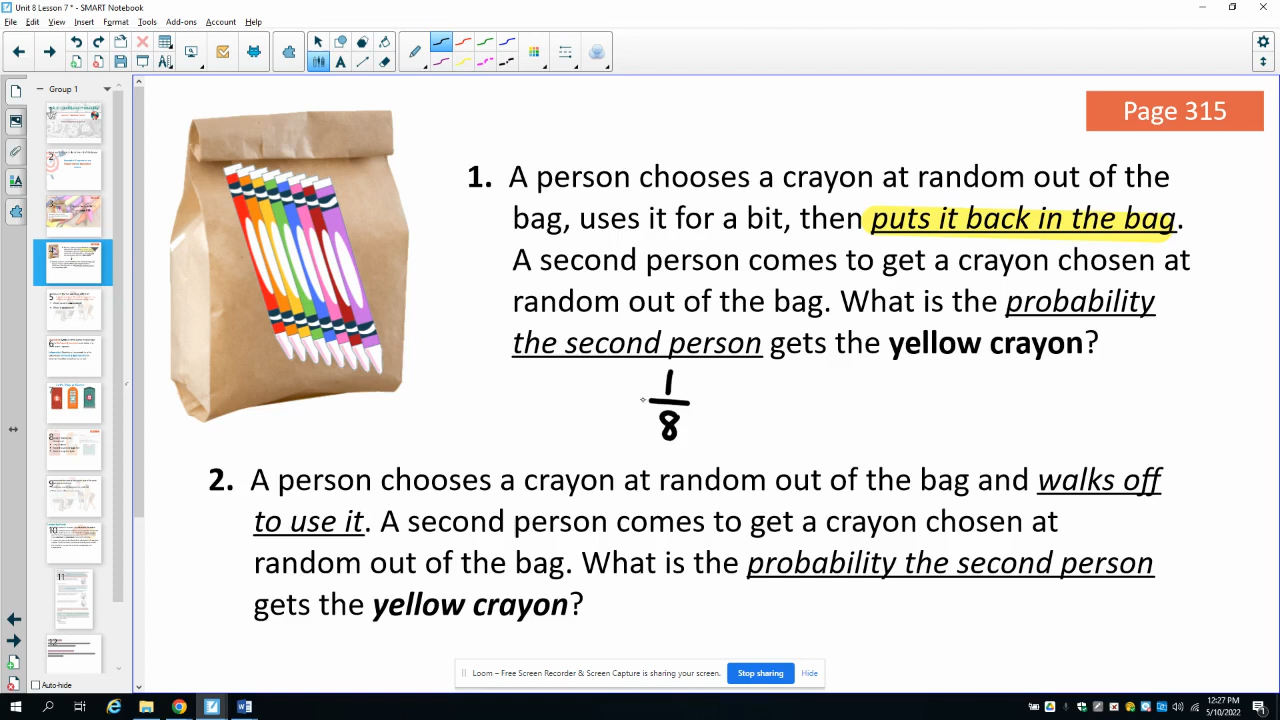 Unit 8 Lesson 7 * - SMART Notebook
File Edit View Insert Format Tools Add-ons Account Help
Group 1
Page 315
1. A person chooses a crayon at random out of the
bag, uses it for a bit, then puts it back in the bag.
A second person comes to get a crayon chosen at
random out of the bag. What is the probability
the second person gets the yellow crayon?
1
8
2. A person chooses a crayon at random out of the bag and walks off
to use it. A second person comes to get a crayon chosen at
random out of the bag. What is the probability the second person
gets the yellow crayon?
Loom – Free Screen Recorder & Screen Capture is sharing your screen. Stop sharing Hide
Auto-hide
12:27 PM
5/10/2022